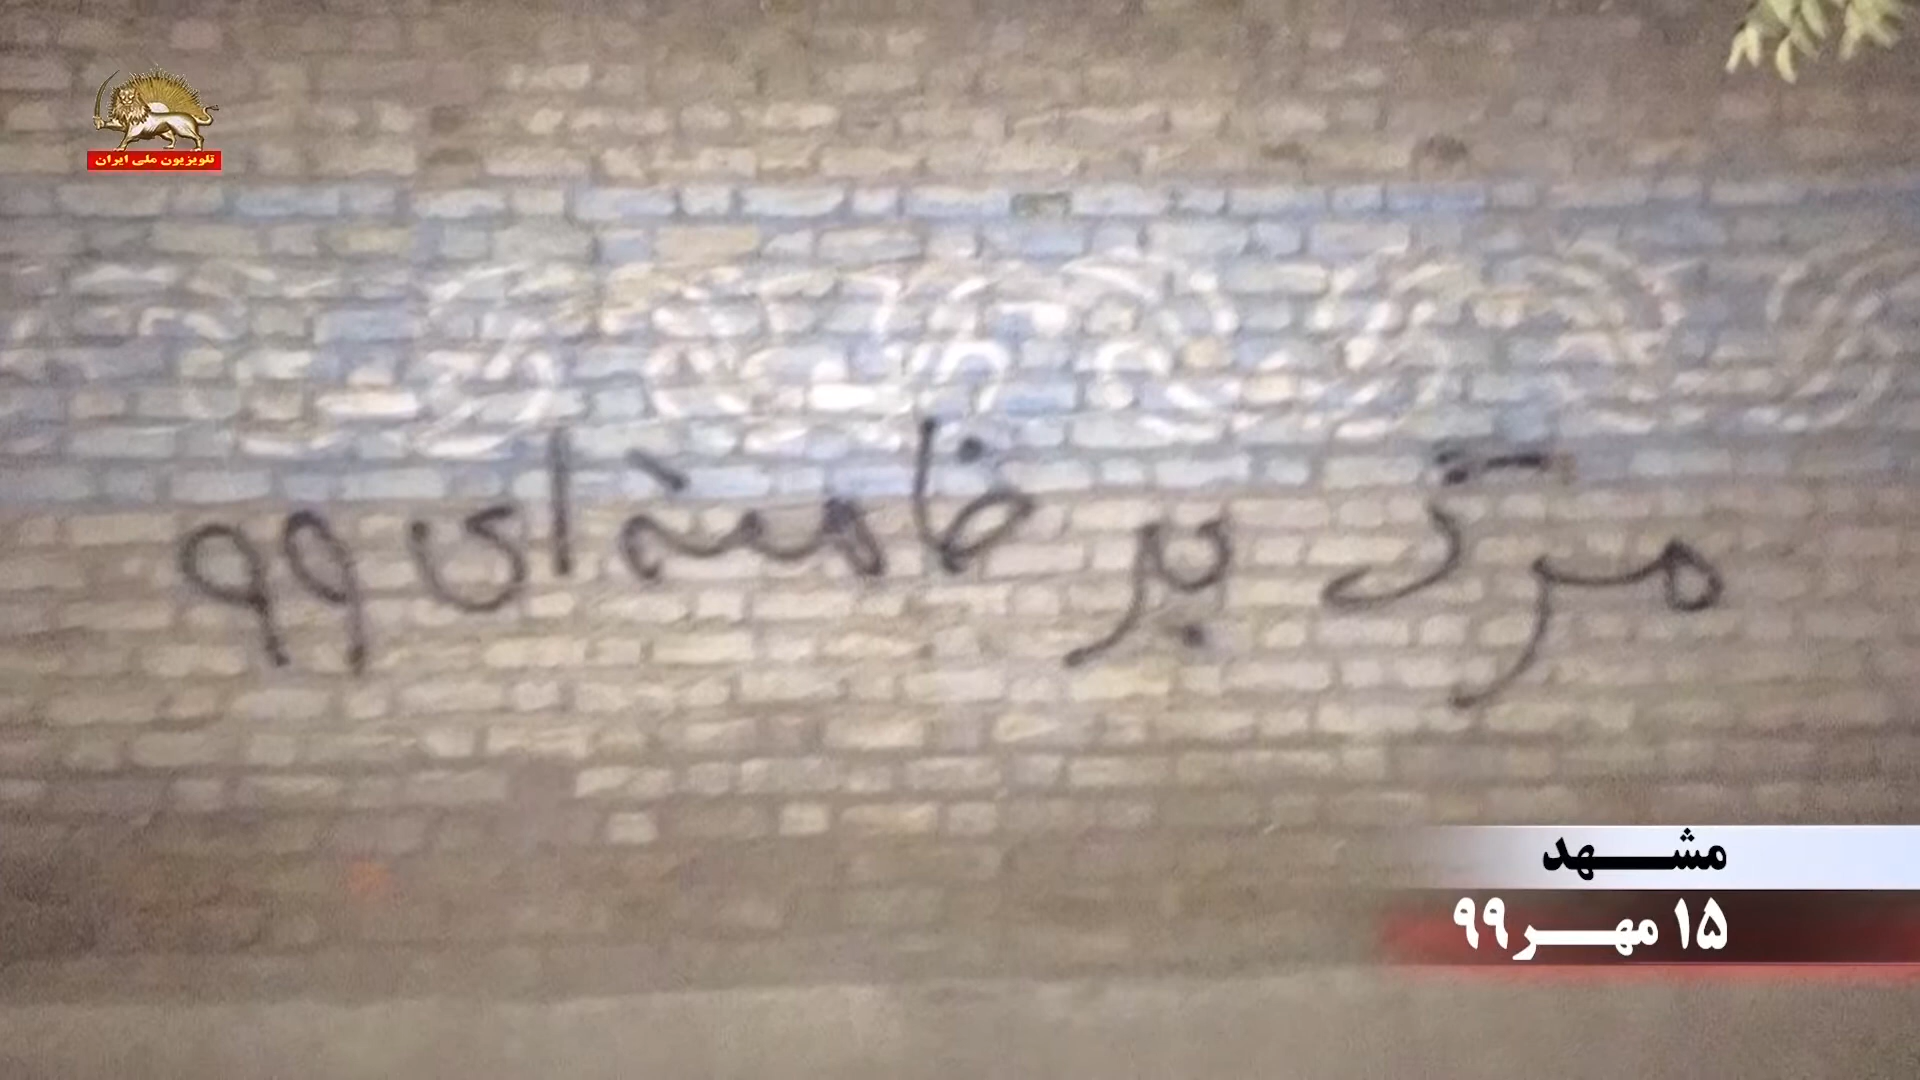 تلویزیون ملی ایران
مرگ بر خامنه ای ۹۹
مشهد
۱۵ مهر ۹۹